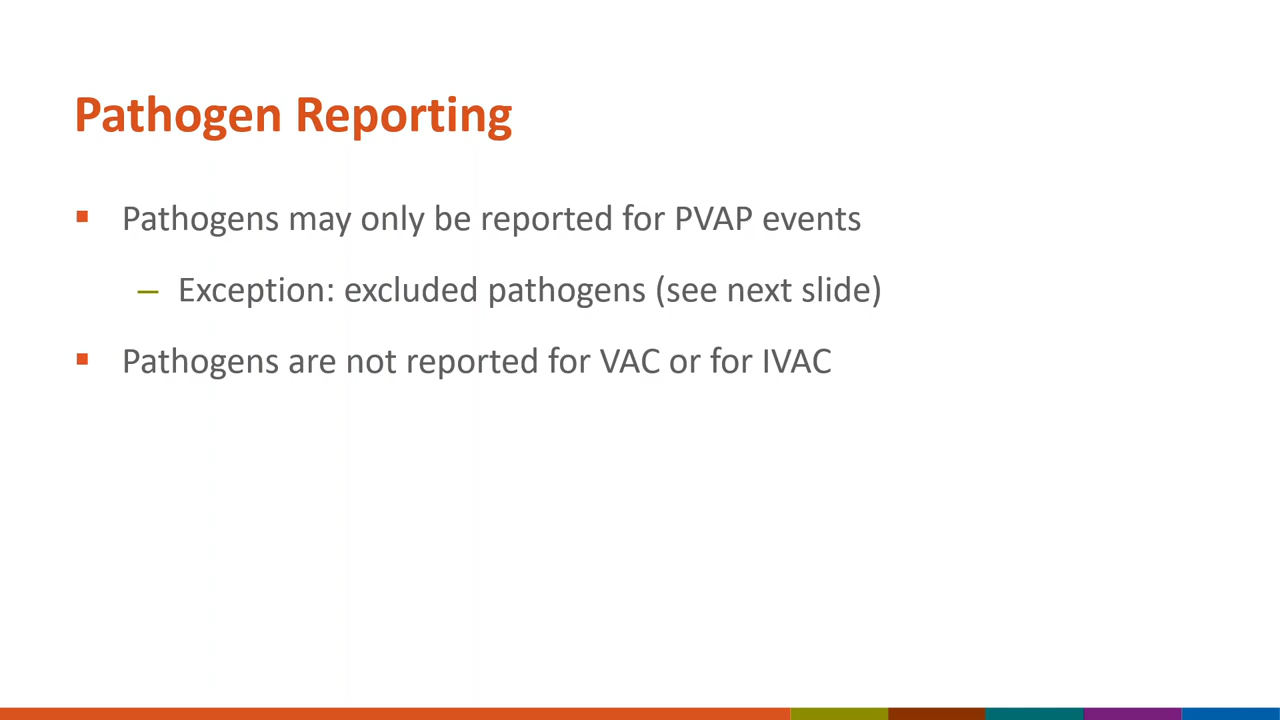 Pathogen Reporting
▪ Pathogens may only be reported for PVAP events
– Exception: excluded pathogens (see next slide)
▪ Pathogens are not reported for VAC or for IVAC